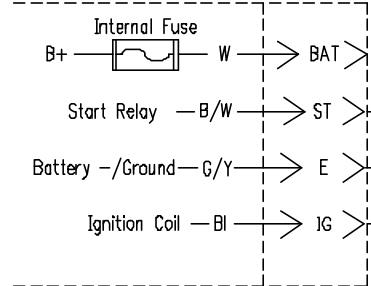 Internal Fuse
B+ W BAT
Start Relay B/W ST
Battery -/Ground G/Y E
Ignition Coil Bl IG